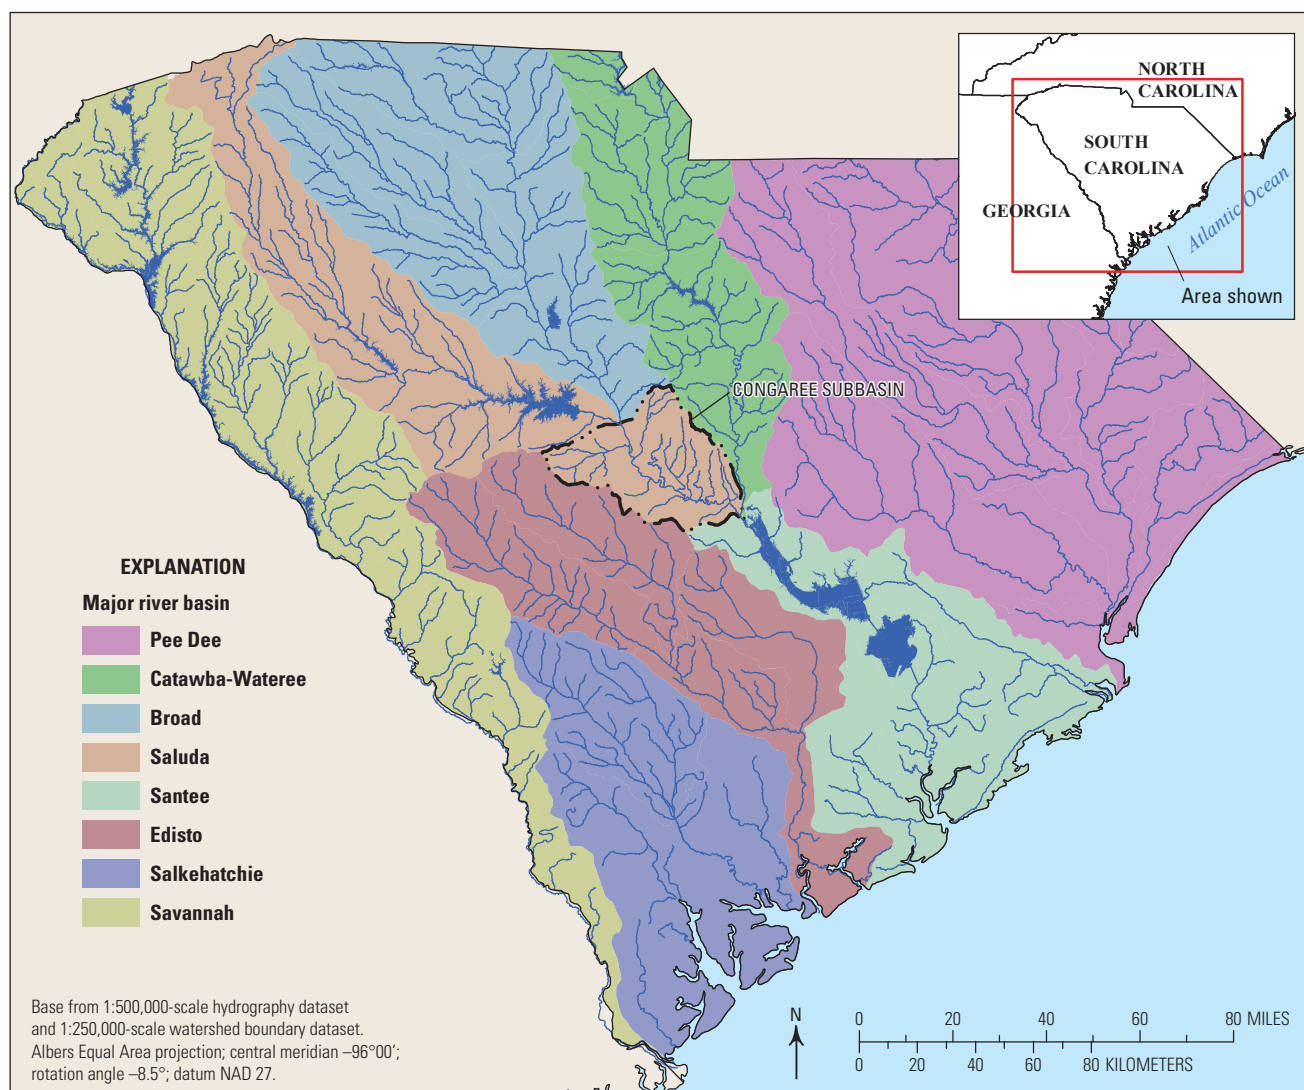 NORTH
CAROLINA
SOUTH
CAROLINA
GEORGIA
Atlantic Ocean
Area shown
CONGAREE SUBBASIN
EXPLANATION
Major river basin
Pee Dee
Catawba-Wateree
Broad
Saluda
Santee
Edisto
Salkehatchie
Savannah
Base from 1:500,000-scale hydrography dataset
and 1:250,000-scale watershed boundary dataset.
Albers Equal Area projection; central meridian –96°00′;
rotation angle –8.5°; datum NAD 27.
N
0 20 40 60 80 MILES
0 20 40 60 80 KILOMETERS